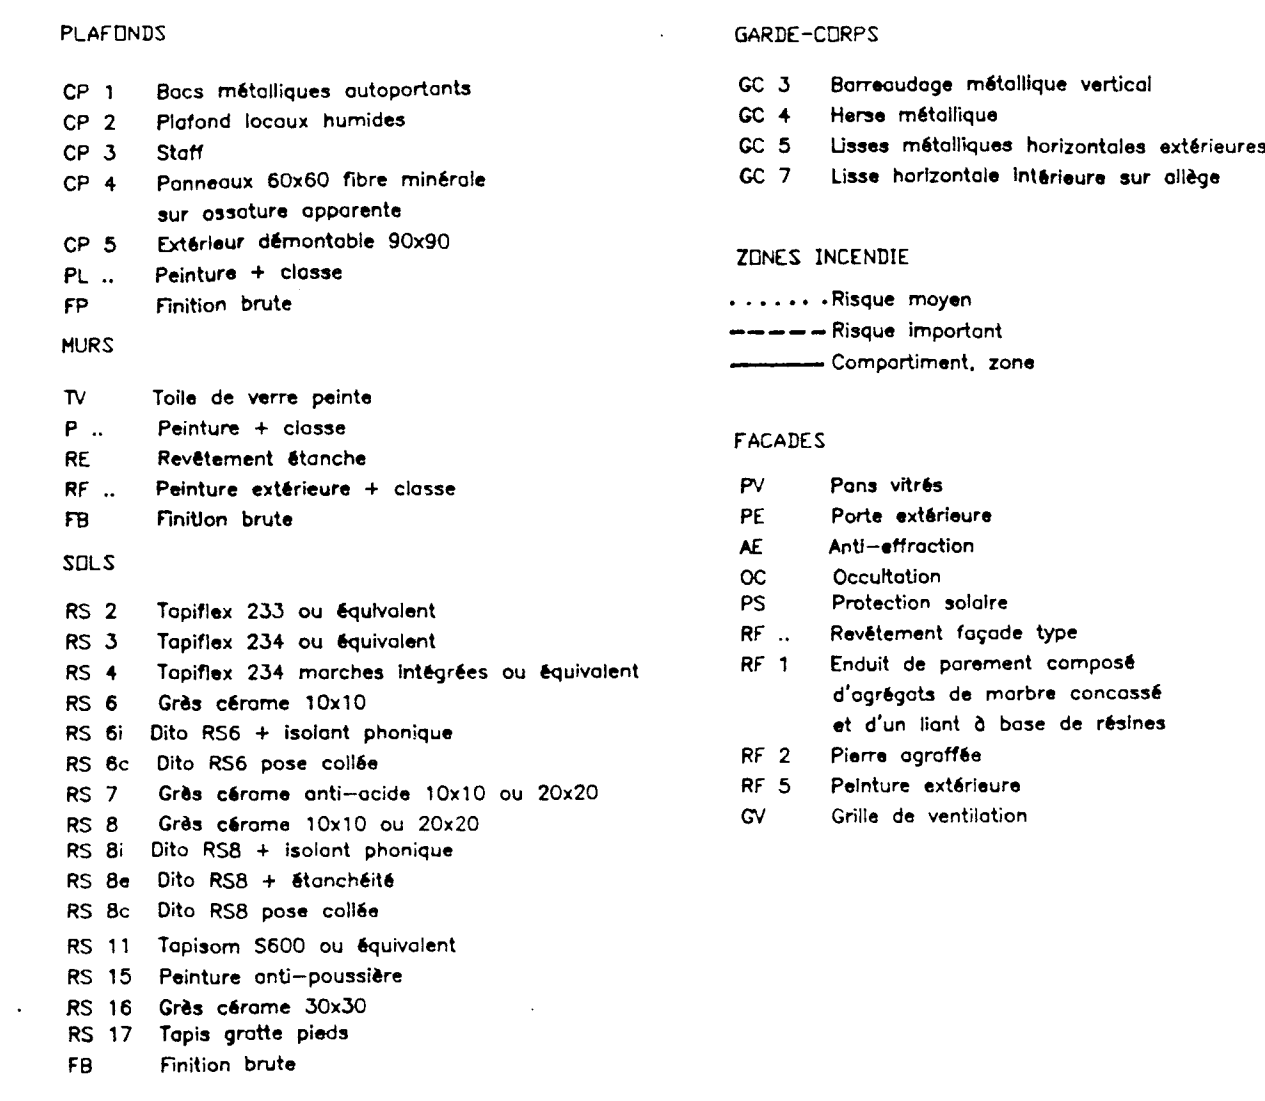 PLAFONDS
CP 1 Bacs métalliques autoportants
CP 2 Plafond locaux humides
CP 3 Staff
CP 4 Panneaux 60x60 fibre minérale
sur ossature apparente
CP 5 Extérieur démontable 90x90
PL .. Peinture + classe
FP Finition brute
MURS
TV Toile de verre peinte
P .. Peinture + classe
RE Revêtement étanche
RF .. Peinture extérieure + classe
FB Finition brute
SOLS
RS 2 Tapiflex 233 ou équivalent
RS 3 Tapiflex 234 ou équivalent
RS 4 Tapiflex 234 marches intégrées ou équivalent
RS 6 Grès cérame 10x10
RS 6i Dito RS6 + isolant phonique
RS 6c Dito RS6 pose collée
RS 7 Grès cérame anti-acide 10x10 ou 20x20
RS 8 Grès cérame 10x10 ou 20x20
RS 8i Dito RS8 + isolant phonique
RS 8e Dito RS8 + étanchéité
RS 8c Dito RS8 pose collée
RS 11 Tapisom S600 ou équivalent
RS 15 Peinture anti-poussière
RS 16 Grès cérame 30x30
RS 17 Tapis gratte pieds
FB Finition brute
GARDE-CORPS
GC 3 Barreaudage métallique vertical
GC 4 Herse métallique
GC 5 Lisses métalliques horizontales extérieures
GC 7 Lisse horizontale intérieure sur allège
ZONES INCENDIE
Risque moyen
Risque important
Compartiment, zone
FACADES
PV Pans vitrés
PE Porte extérieure
AE Anti-effraction
OC Occultation
PS Protection solaire
RF .. Revêtement façade type
RF 1 Enduit de parement composé
d'agrégats de marbre concassé
et d'un liant à base de résines
RF 2 Pierre agraffée
RF 5 Peinture extérieure
GV Grille de ventilation